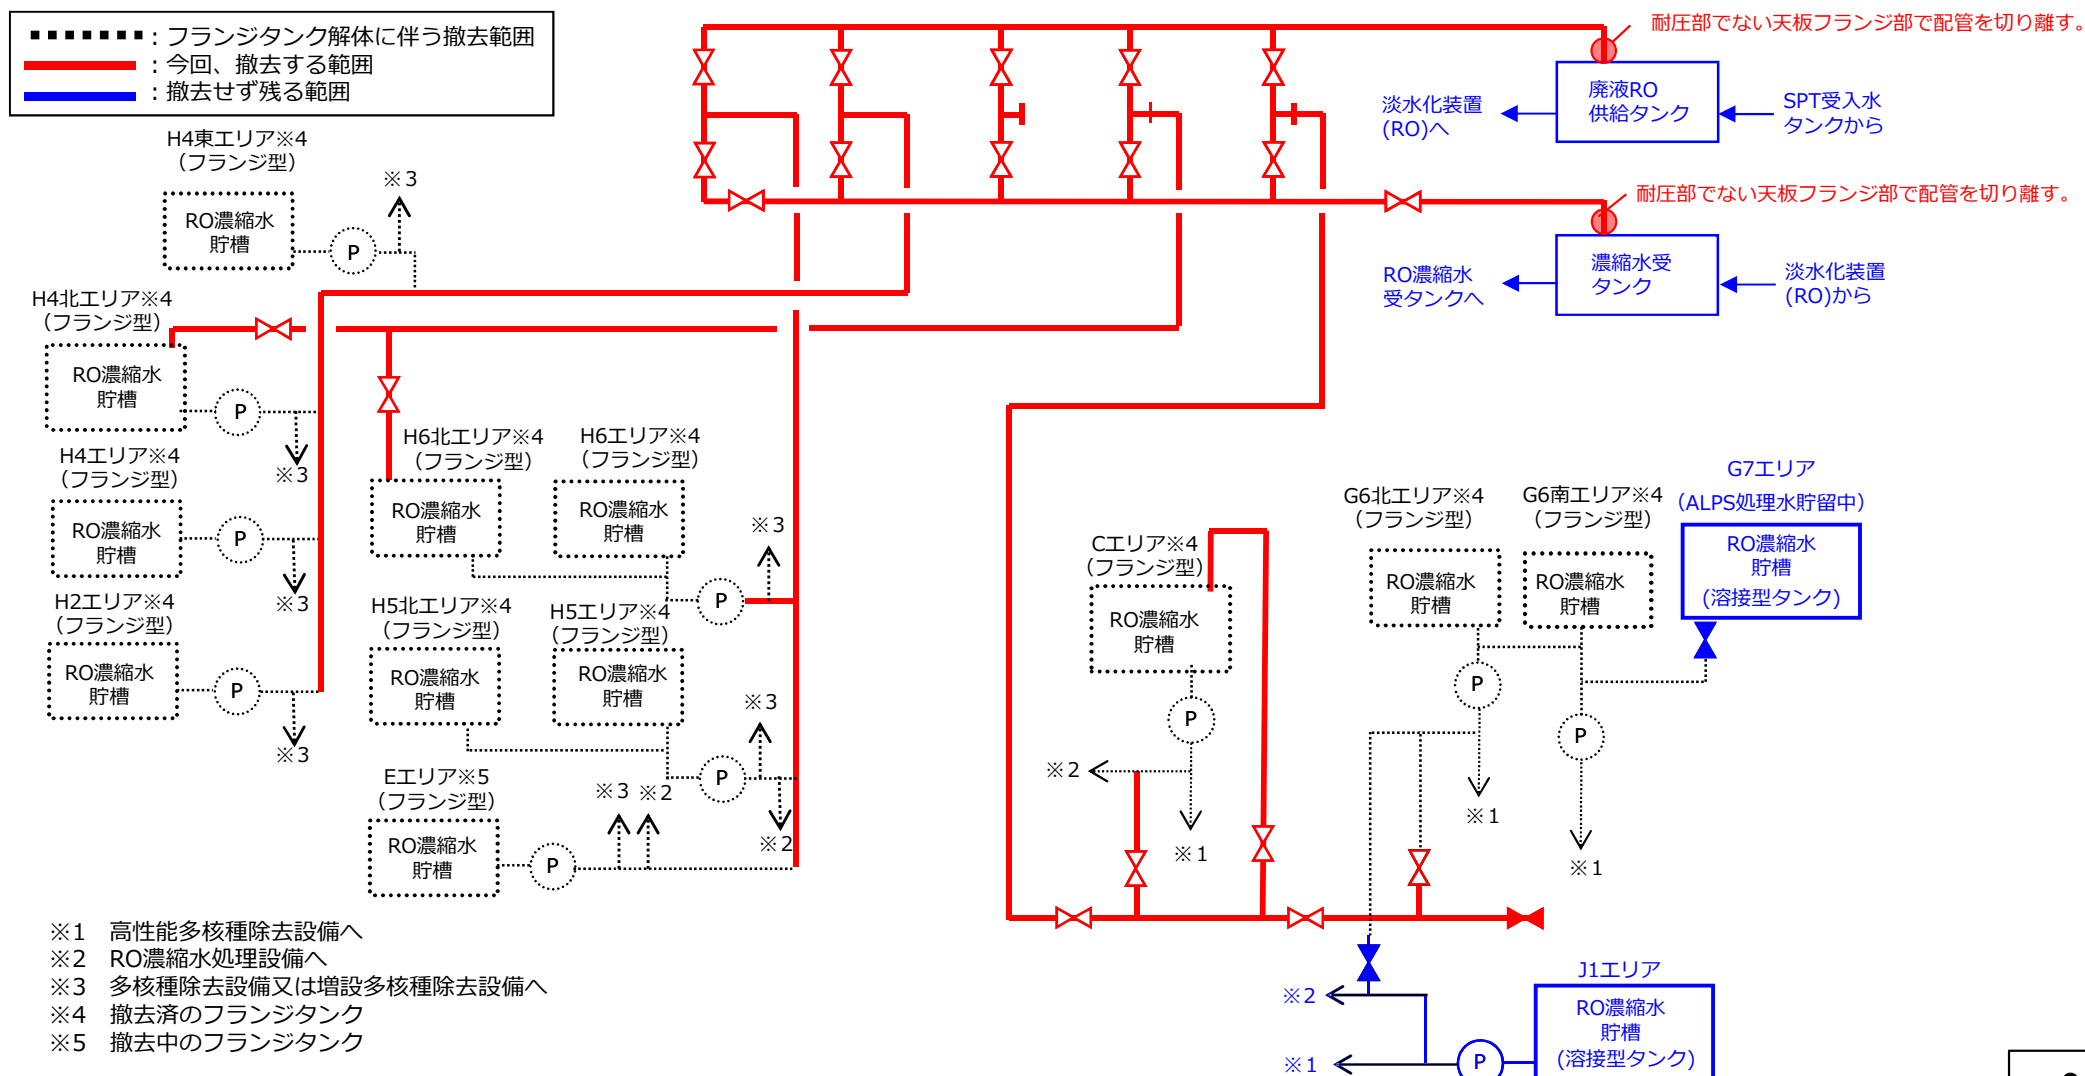 ：フランジタンク解体に伴う撤去範囲
：今回、撤去する範囲
：撤去せず残る範囲
耐圧部でない天板フランジ部で配管を切り離す。
廃液RO
供給タンク
淡水化装置
(RO)へ
SPT受入水
タンクから
耐圧部でない天板フランジ部で配管を切り離す。
濃縮水受
タンク
RO濃縮水
受タンクへ
淡水化装置
(RO)から
H4東エリア※4
（フランジ型）
RO濃縮水
貯槽
P
※3
H4北エリア※4
（フランジ型）
RO濃縮水
貯槽
P
※3
H4エリア※4
（フランジ型）
RO濃縮水
貯槽
P
※3
H2エリア※4
（フランジ型）
RO濃縮水
貯槽
P
※3
H6北エリア※4
（フランジ型）
RO濃縮水
貯槽
H6エリア※4
（フランジ型）
RO濃縮水
貯槽
P
※3
H5北エリア※4
（フランジ型）
RO濃縮水
貯槽
H5エリア※4
（フランジ型）
RO濃縮水
貯槽
P
※3
※2
Eエリア※5
（フランジ型）
RO濃縮水
貯槽
P
※3
※2
Cエリア※4
（フランジ型）
RO濃縮水
貯槽
P
※2
※1
G6北エリア※4
（フランジ型）
RO濃縮水
貯槽
P
※1
G6南エリア※4
（フランジ型）
RO濃縮水
貯槽
P
※1
G7エリア
（ALPS処理水貯留中）
RO濃縮水
貯槽
(溶接型タンク)
J1エリア
RO濃縮水
貯槽
(溶接型タンク)
P
※2
※1
※1　高性能多核種除去設備へ
※2　RO濃縮水処理設備へ
※3　多核種除去設備又は増設多核種除去設備へ
※4　撤去済のフランジタンク
※5　撤去中のフランジタンク